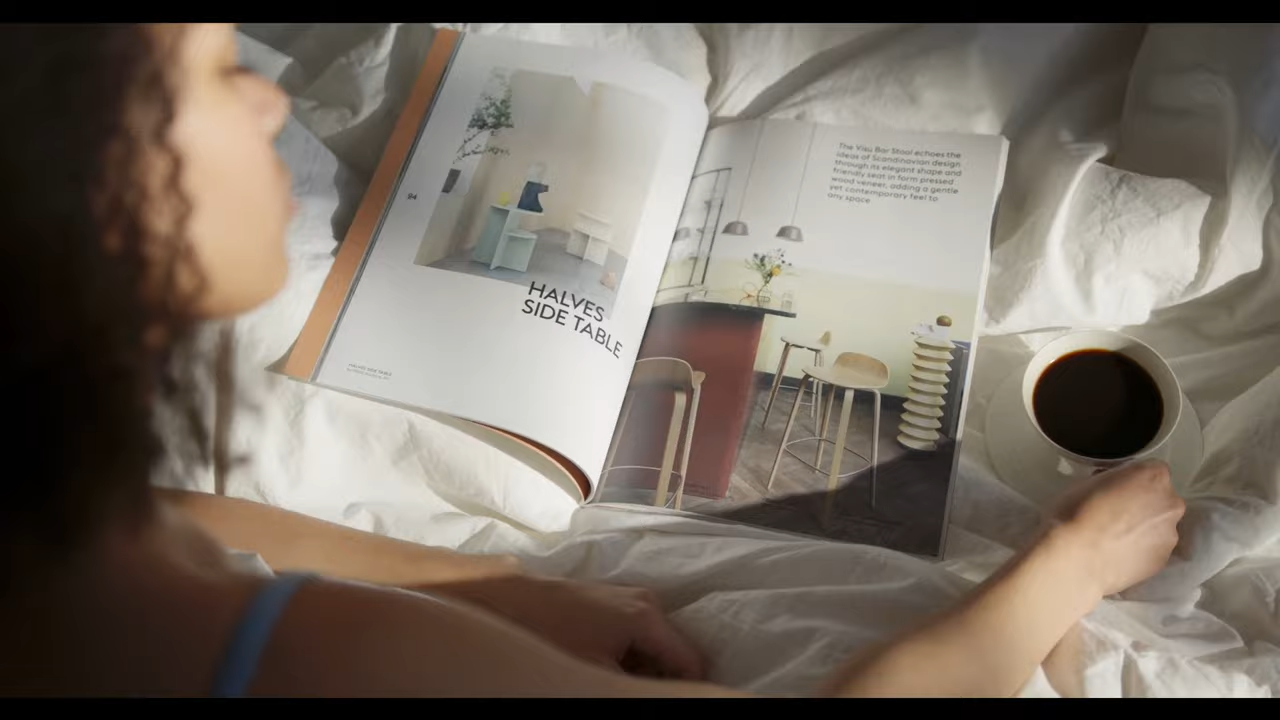 94
HALVES
SIDE TABLE
HALVES SIDE TABLE
The Visu Bar Stool echoes the
ideas of Scandinavian design
through its elegant shape and
friendly seat in form pressed
wood veneer, adding a gentle
yet contemporary feel to
any space